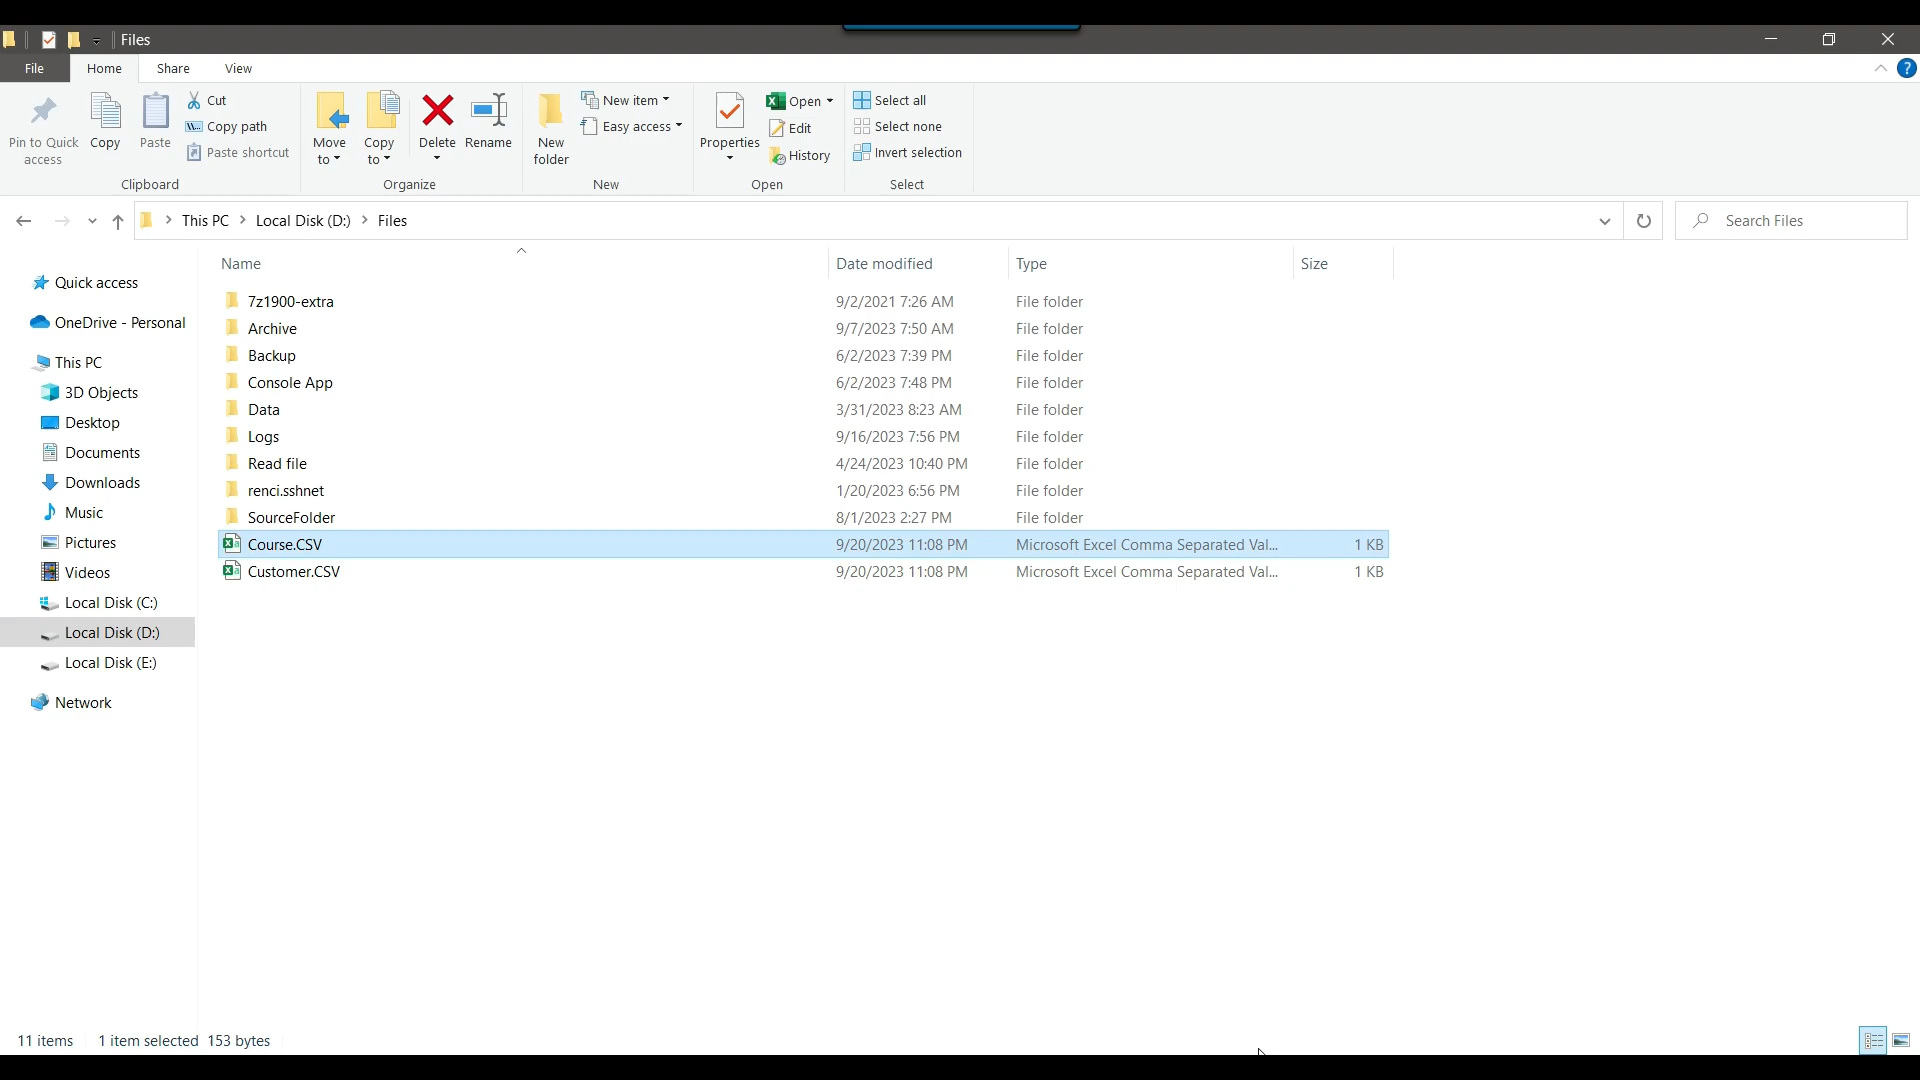 Files
File Home Share View
Pin to Quick access Copy Paste Cut Copy path Paste shortcut Move to Copy to Delete Rename New folder New item Easy access Properties Open Edit History Select all Select none Invert selection
Clipboard Organize New Open Select
This PC Local Disk (D:) Files Search Files
Name Date modified Type Size
Quick access
OneDrive - Personal
This PC
3D Objects
Desktop
Documents
Downloads
Music
Pictures
Videos
Local Disk (C:)
Local Disk (D:)
Local Disk (E:)
Network
7z1900-extra 9/2/2021 7:26 AM File folder
Archive 9/7/2023 7:50 AM File folder
Backup 6/2/2023 7:39 PM File folder
Console App 6/2/2023 7:48 PM File folder
Data 3/31/2023 8:23 AM File folder
Logs 9/16/2023 7:56 PM File folder
Read file 4/24/2023 10:40 PM File folder
renci.sshnet 1/20/2023 6:56 PM File folder
SourceFolder 8/1/2023 2:27 PM File folder
Course.CSV 9/20/2023 11:08 PM Microsoft Excel Comma Separated Val... 1 KB
Customer.CSV 9/20/2023 11:08 PM Microsoft Excel Comma Separated Val... 1 KB
11 items 1 item selected 153 bytes